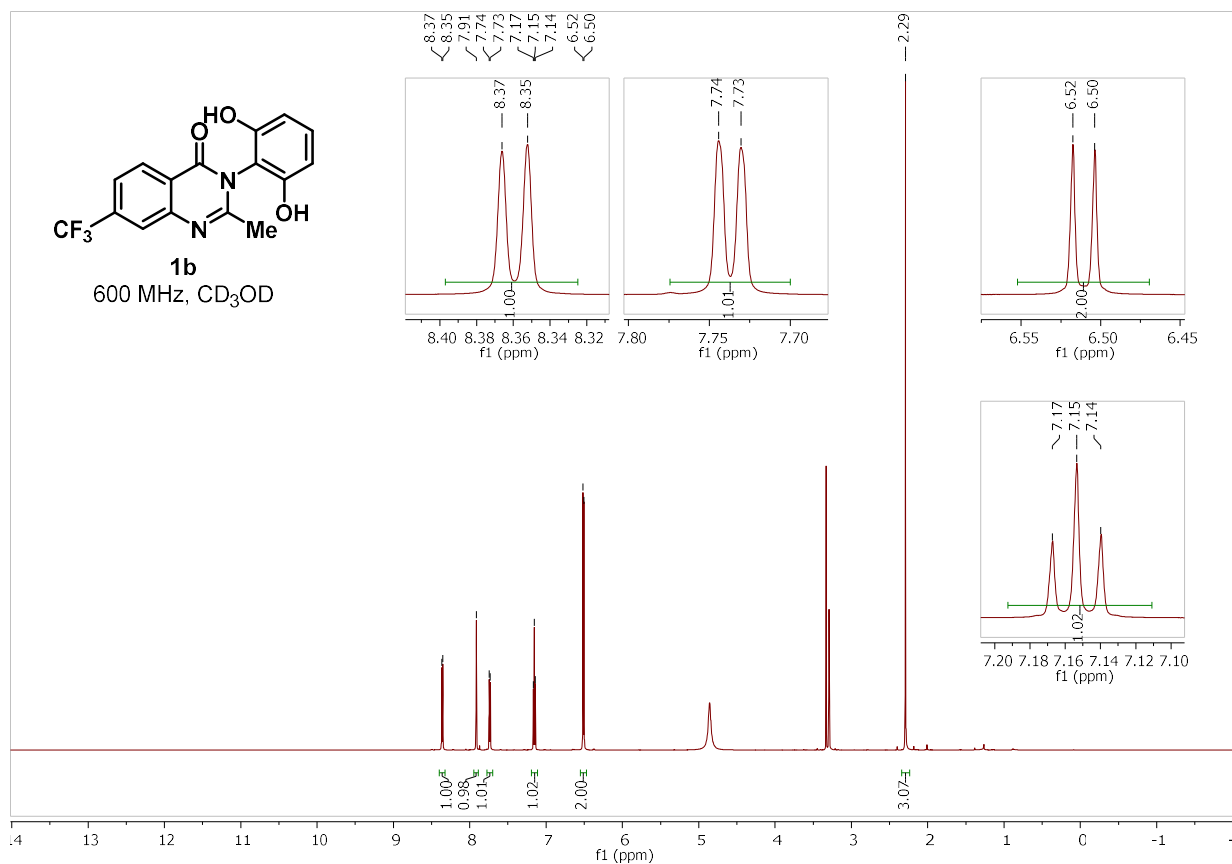 8.37
8.35
7.91
7.74
7.73
7.17
7.15
7.14
6.52
6.50
2.29
HO
O
N
OH
CF3
N
Me
1b
600 MHz, CD3OD
8.37
8.35
1.00
8.40 8.38 8.36 8.34 8.32
f1 (ppm)
7.74
7.73
1.01
7.80 7.75 7.70
f1 (ppm)
6.52
6.50
2.00
6.55 6.50 6.45
f1 (ppm)
7.17
7.15
7.14
1.02
7.20 7.18 7.16 7.14 7.12 7.10
f1 (ppm)
1.00
0.98
1.01
1.02
2.00
3.07
14 13 12 11 10 9 8 7 6 5 4 3 2 1 0 -1
f1 (ppm)